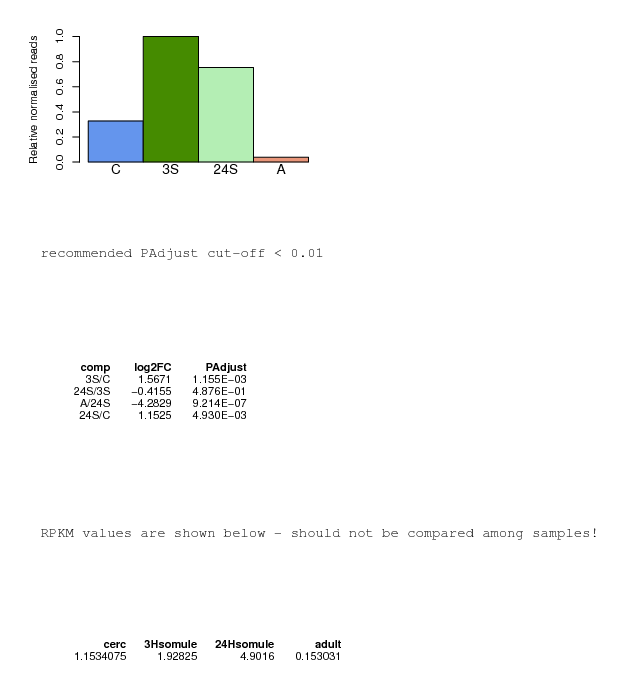 Relative normalised reads
1.0
0.8
0.6
0.4
0.2
0.0
C 3S 24S A
recommended PAdjust cut-off < 0.01
comp log2FC PAdjust
3S/C 1.5671 1.155E-03
24S/3S -0.4155 4.876E-01
A/24S -4.2829 9.214E-07
24S/C 1.1525 4.930E-03
RPKM values are shown below - should not be compared among samples!
cerc 3Hsomule 24Hsomule adult
1.1534075 1.92825 4.9016 0.153031